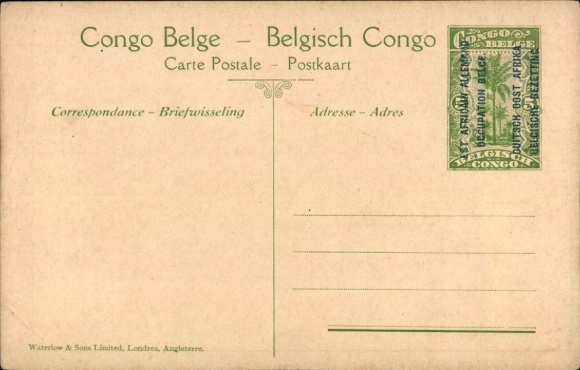 Congo Belge – Belgisch Congo
Carte Postale – Postkaart
Correspondance – Briefwisseling
Adresse – Adres
CONGO
BELGE
EST AFRICAIN ALLEMAND
OCCUPATION BELGE
DUITSCH OOST AFRIKA
BELGISCHE BEZETTING
BELGISCH
CONGO
Waterlow & Sons Limited, Londres, Angleterre.